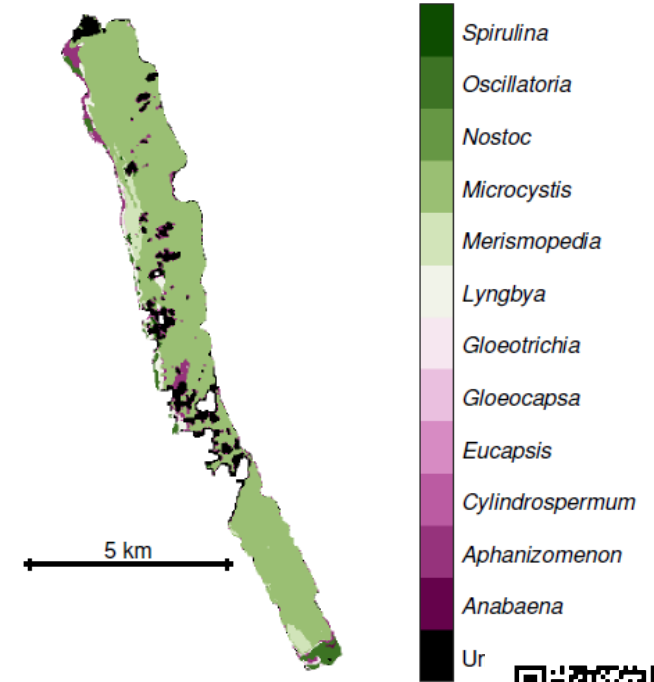 Spirulina
Oscillatoria
Nostoc
Microcystis
Merismopedia
Lyngbya
Gloeotrichia
Gloeocapsa
Eucapsis
Cylindrospermum
Aphanizomenon
Anabaena
Ur
5 km